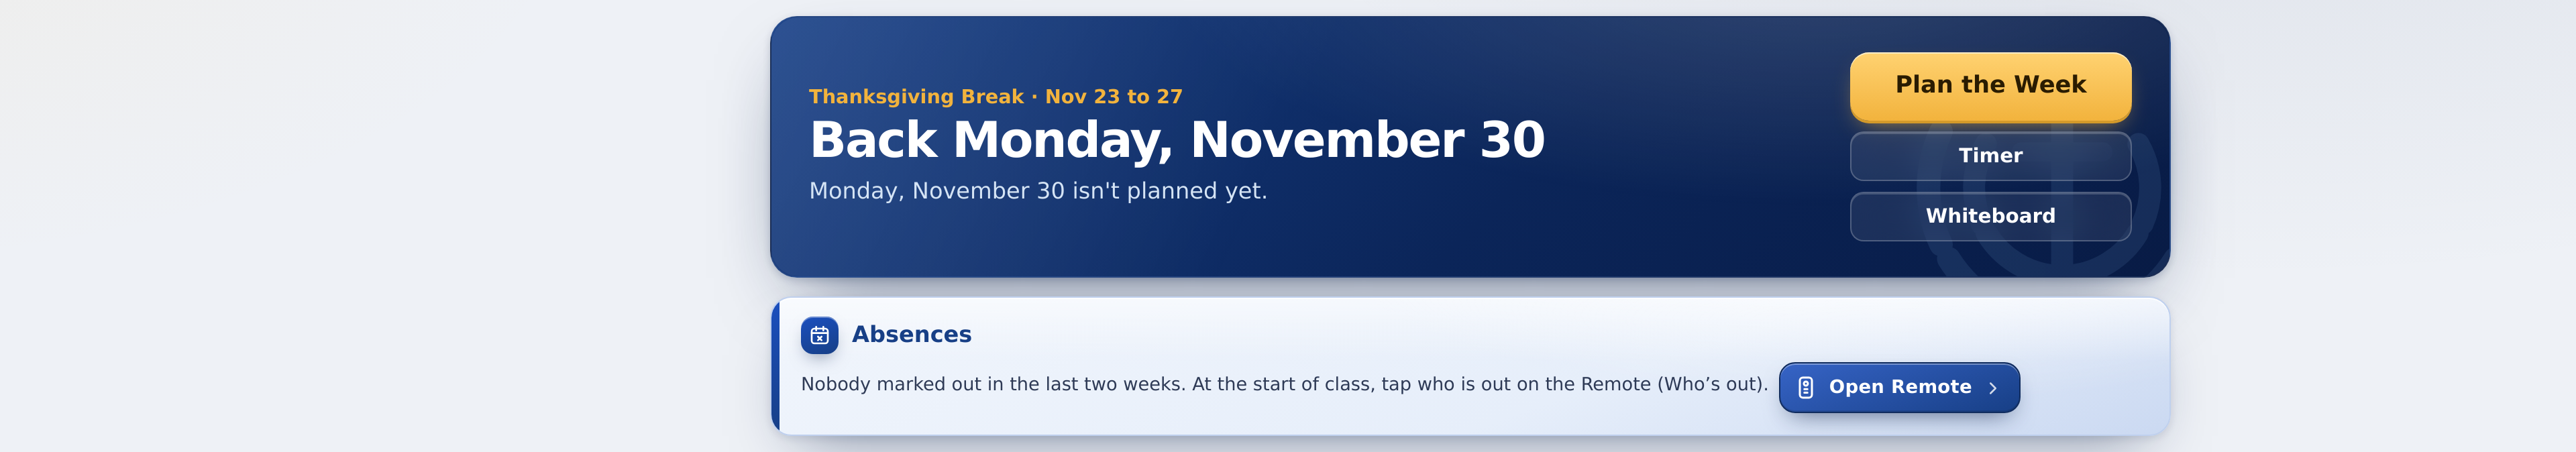 Thanksgiving Break · Nov 23 to 27
Back Monday, November 30
Monday, November 30 isn't planned yet.
Plan the Week
Timer
Whiteboard
Absences
Nobody marked out in the last two weeks. At the start of class, tap who is out on the Remote (Who’s out).
Open Remote